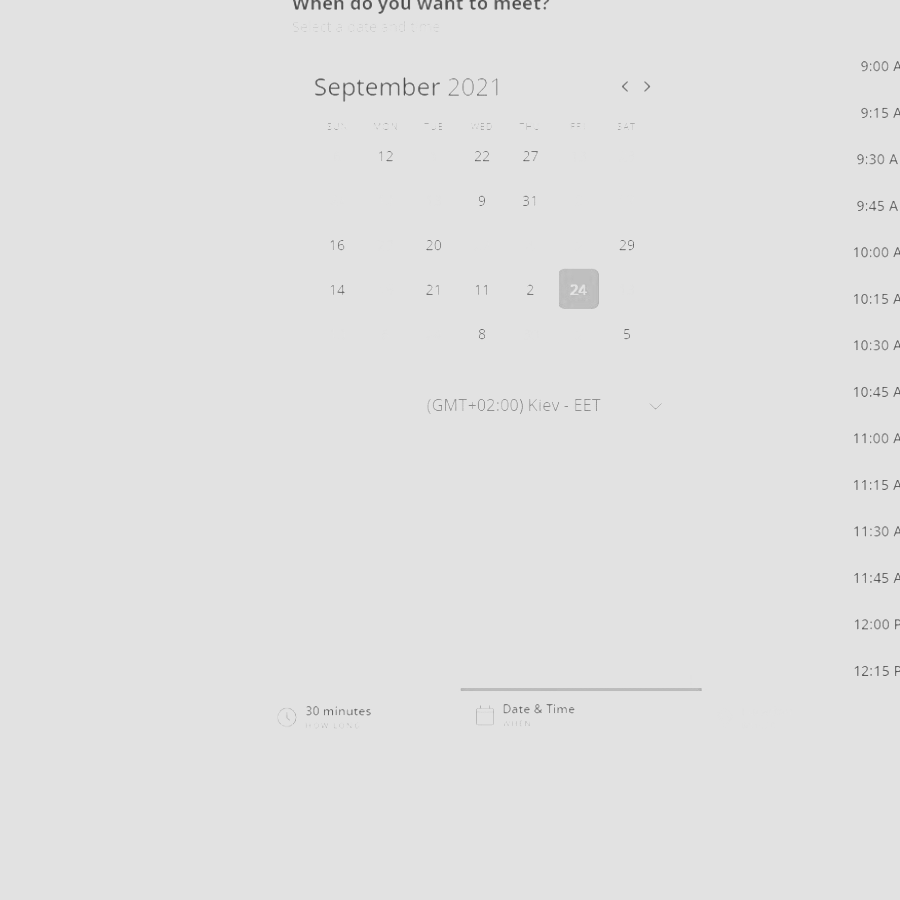 When do you want to meet?
Select a date and time
September 2021
SUN MON TUE WED THU FRI SAT
12 22 27
9 31
16 20 29
14 21 11 2 24
8 5
(GMT+02:00) Kiev - EET
30 minutes
HOW LONG
Date & Time
WHEN
9:00 A
9:15 A
9:30 A
9:45 A
10:00 A
10:15 A
10:30 A
10:45 A
11:00 A
11:15 A
11:30 A
11:45 A
12:00 P
12:15 P